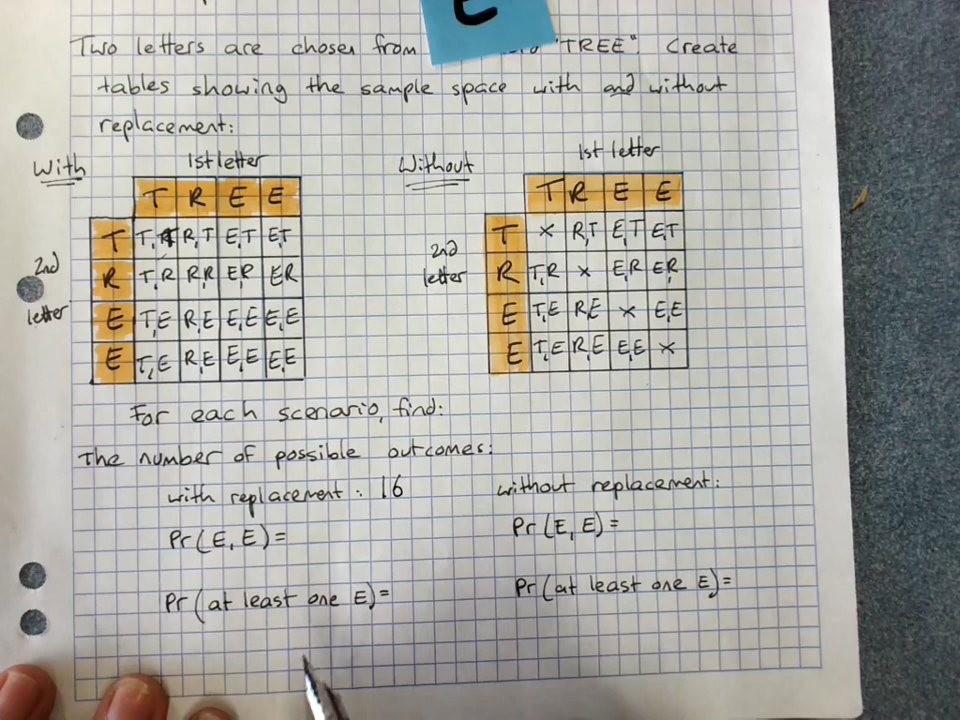 E
Two letters are chosen from "TREE". Create
tables showing the sample space with and without
replacement:
With 1st letter
T R E E
T T,T R,T E,T E,T
R T,R R,R E,R E,R
E T,E R,E E,E E,E
E T,E R,E E,E E,E
2nd
letter
Without 1st letter
T R E E
T × R,T E,T E,T
R T,R × E,R E,R
E T,E R,E × E,E
E T,E R,E E,E ×
2nd
letter
For each scenario, find:
The number of possible outcomes:
with replacement: 16 without replacement:
Pr(E, E) = Pr(E, E) =
Pr(at least one E) = Pr(at least one E) =